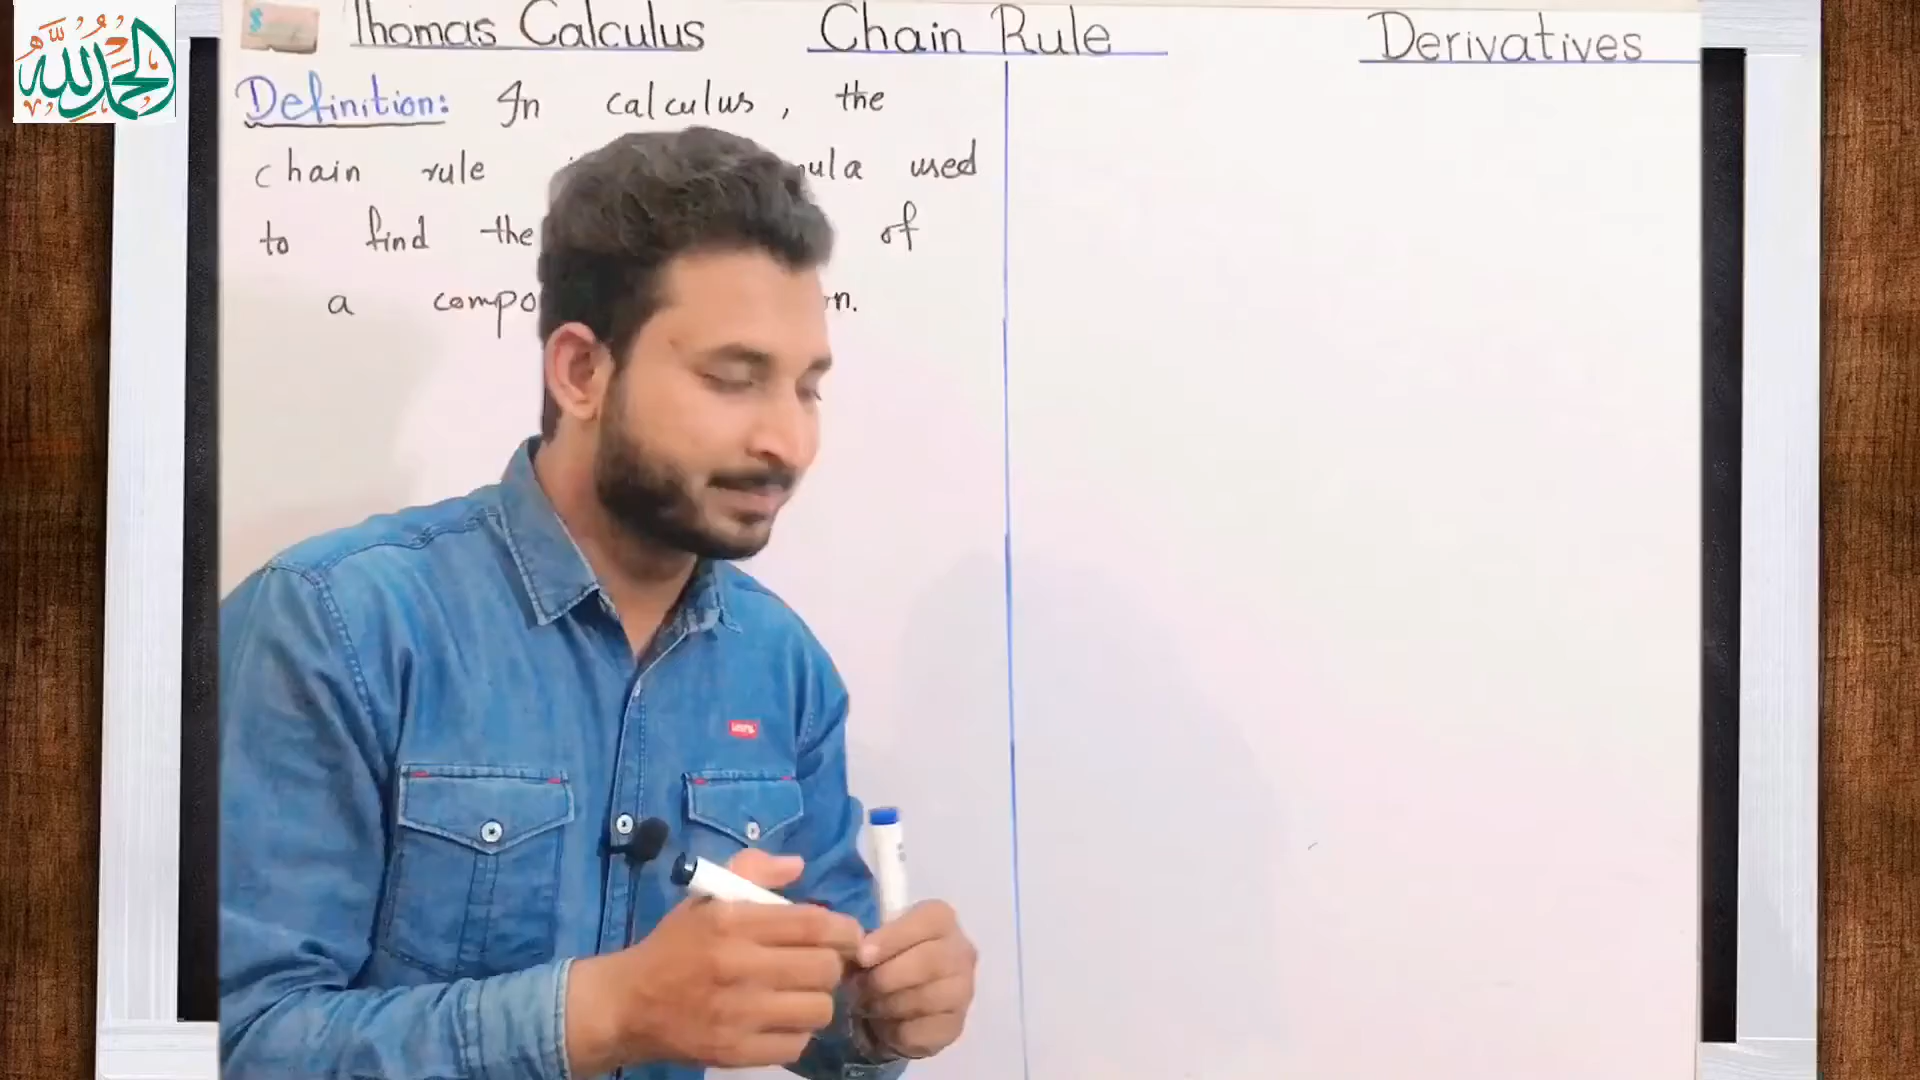 الحمد لله
Thomas Calculus Chain Rule Derivatives
Definition: In calculus, the
chain rule mula used
to find the of
a compo n.